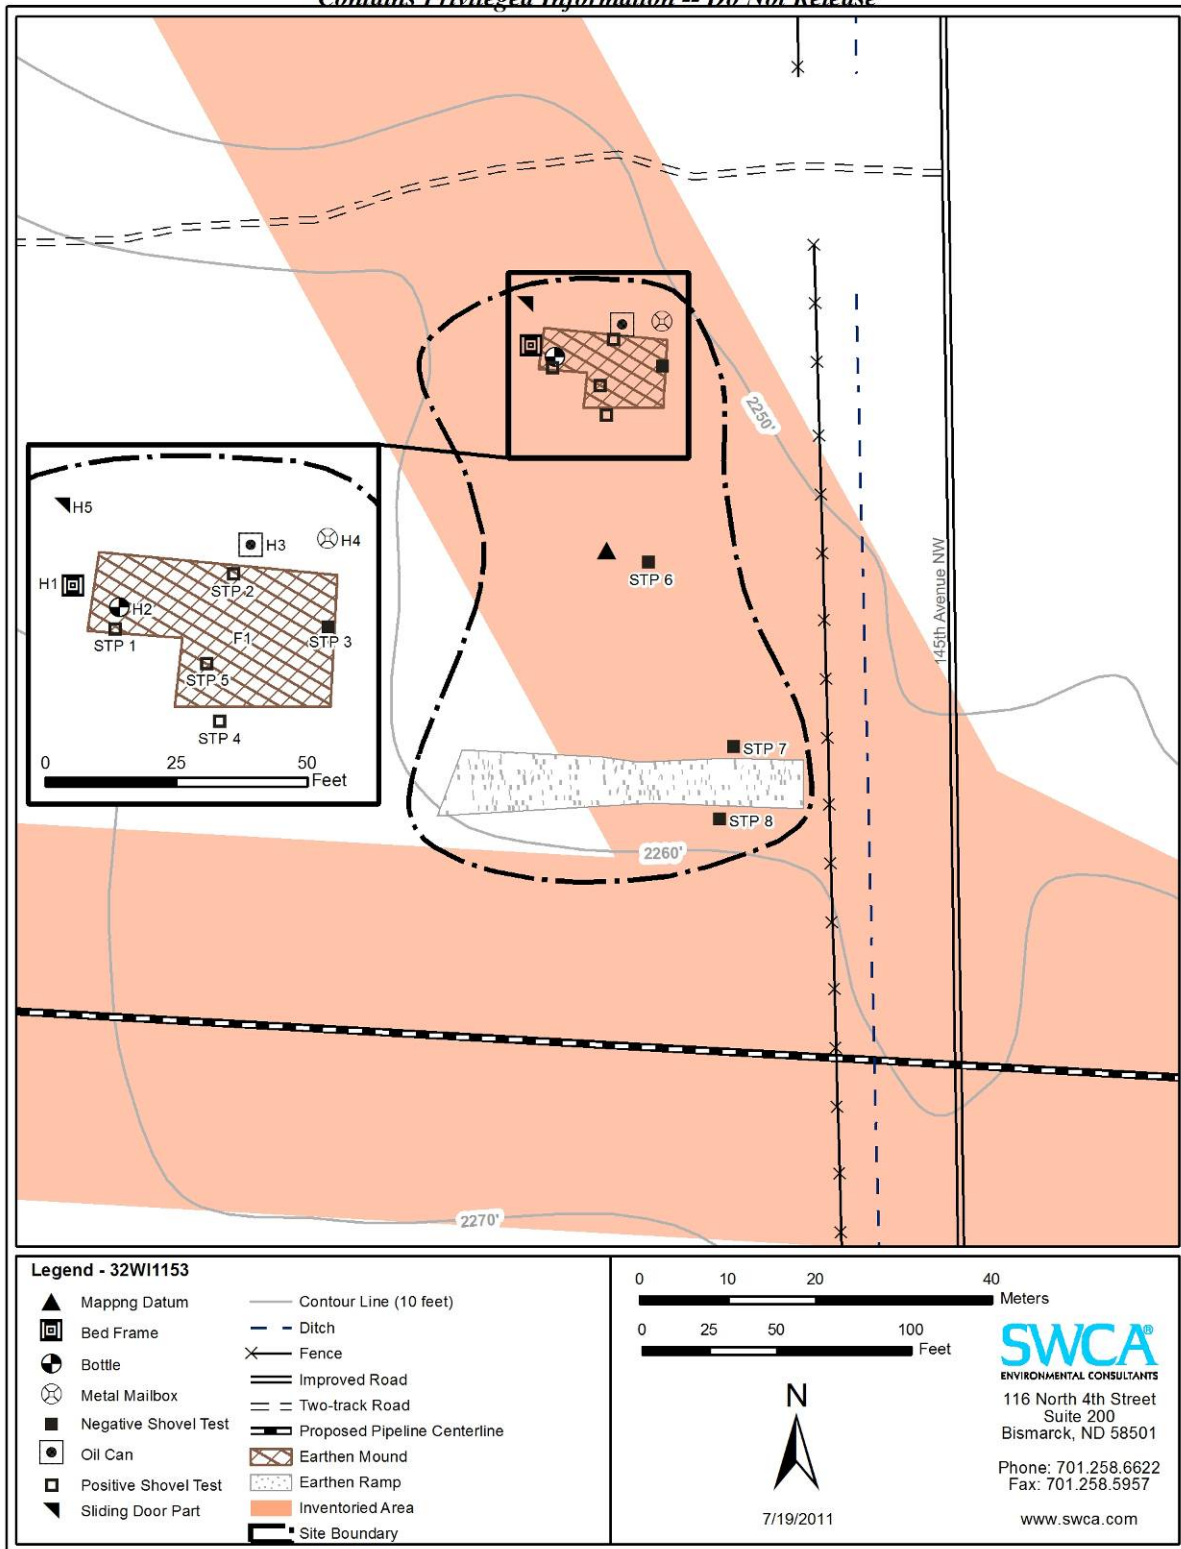 Contains Privileged Information -- Do Not Release
2250'
145th Avenue NW
H5
H3
H4
H1
STP 2
H2
STP 1
F1
STP 3
STP 5
STP 4
0 25 50
Feet
STP 6
STP 7
STP 8
2260'
2270'
Legend - 32WI1153
Mappng Datum
Bed Frame
Bottle
Metal Mailbox
Negative Shovel Test
Oil Can
Positive Shovel Test
Sliding Door Part
Contour Line (10 feet)
Ditch
Fence
Improved Road
Two-track Road
Proposed Pipeline Centerline
Earthen Mound
Earthen Ramp
Inventoried Area
Site Boundary
0 10 20 40
Meters
0 25 50 100
Feet
N
7/19/2011
SWCA®
ENVIRONMENTAL CONSULTANTS
116 North 4th Street
Suite 200
Bismarck, ND 58501
Phone: 701.258.6622
Fax: 701.258.5957
www.swca.com